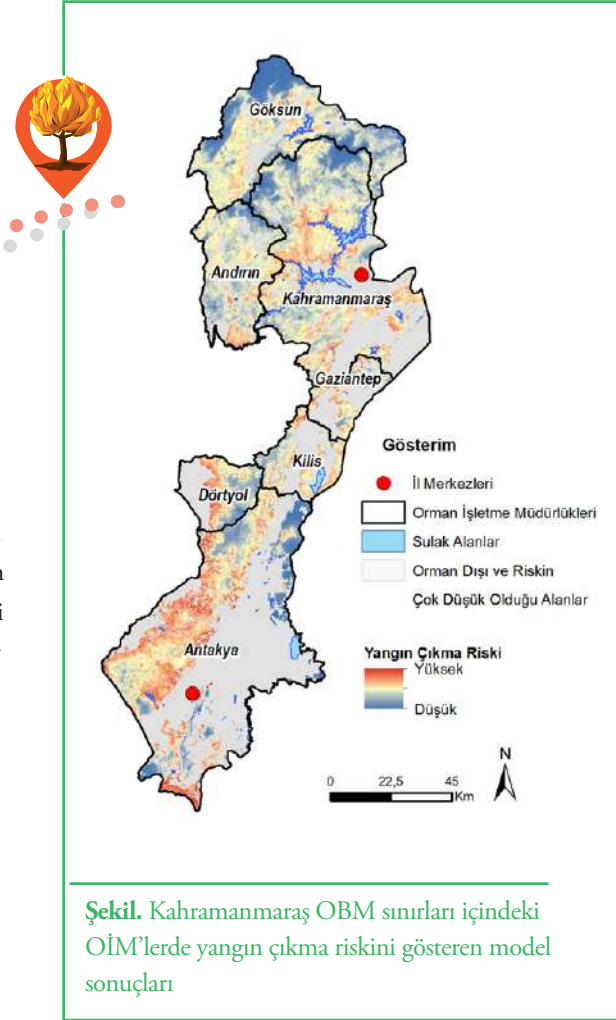 Göksun
Andırın
Kahramanmaraş
Gaziantep
Kilis
Dörtyol
Antakya
Gösterim
İl Merkezleri
Orman İşletme Müdürlükleri
Sulak Alanlar
Orman Dışı ve Riskin
Çok Düşük Olduğu Alanlar
Yangın Çıkma Riski
Yüksek
Düşük
N
0 22,5 45
Km
Şekil. Kahramanmaraş OBM sınırları içindeki
OİM’lerde yangın çıkma riskini gösteren model
sonuçları